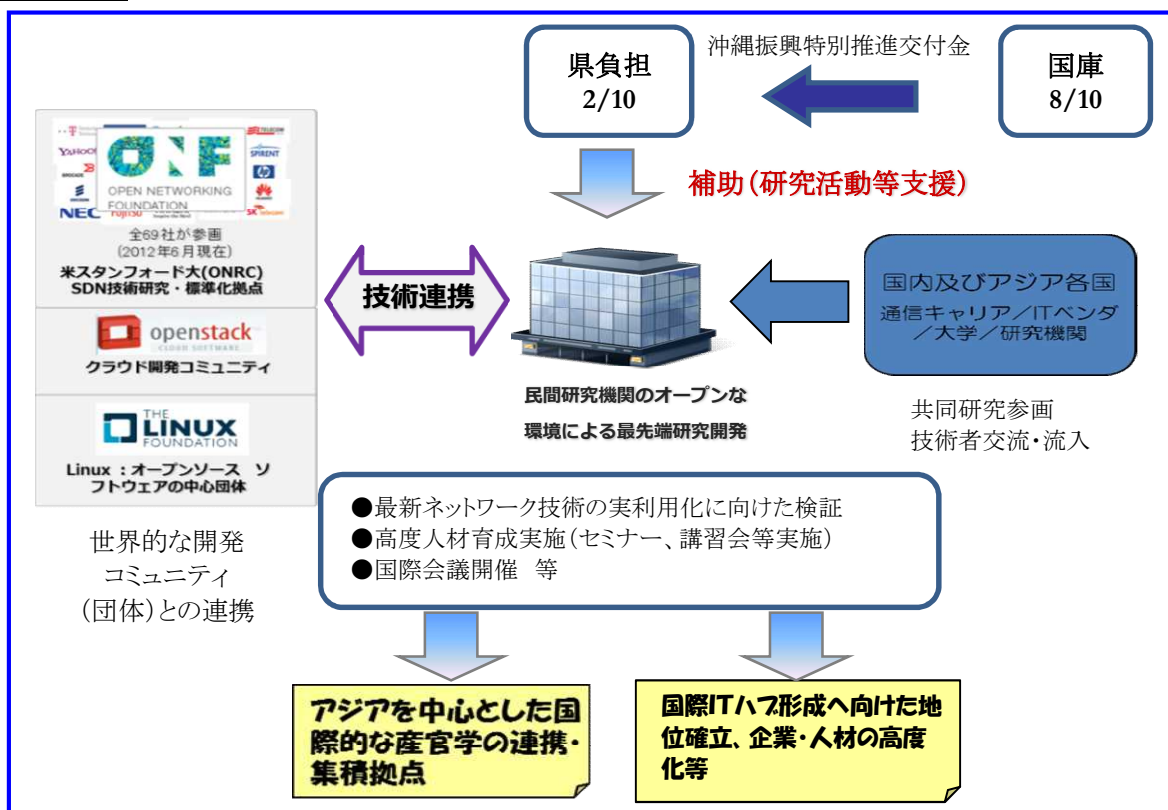 県負担
2/10
沖縄振興特別推進交付金
国庫
8/10
補助(研究活動等支援)
YAHOO!
TELECOM
SPIRENT
BROCADE
hp
ERICSSON
HUAWEI
NEC
FUJITSU
SK telecom
ONF
OPEN NETWORKING
FOUNDATION
全69社が参画
(2012年6月現在)
米スタンフォード大(ONRC)
SDN技術研究・標準化拠点
openstack
CLOUD SOFTWARE
クラウド開発コミュニティ
THE
LINUX
FOUNDATION
Linux :オープンソース ソ
フトウェアの中心団体
世界的な開発
コミュニティ
(団体)との連携
技術連携
民間研究機関のオープンな
環境による最先端研究開発
国内及びアジア各国
通信キャリア/ITベンダ
/大学/研究機関
共同研究参画
技術者交流・流入
●最新ネットワーク技術の実利用化に向けた検証
●高度人材育成実施(セミナー、講習会等実施)
●国際会議開催 等
アジアを中心とした国
際的な産官学の連携・
集積拠点
国際ITハブ形成へ向けた地
位確立、企業・人材の高度
化等